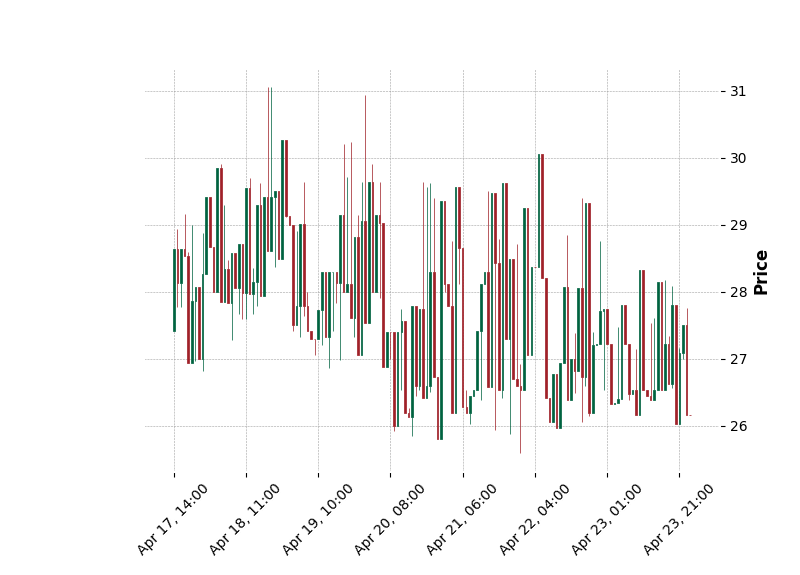 31
30
29
28
27
26
Price
Apr 17, 14:00
Apr 18, 11:00
Apr 19, 10:00
Apr 20, 08:00
Apr 21, 06:00
Apr 22, 04:00
Apr 23, 01:00
Apr 23, 21:00